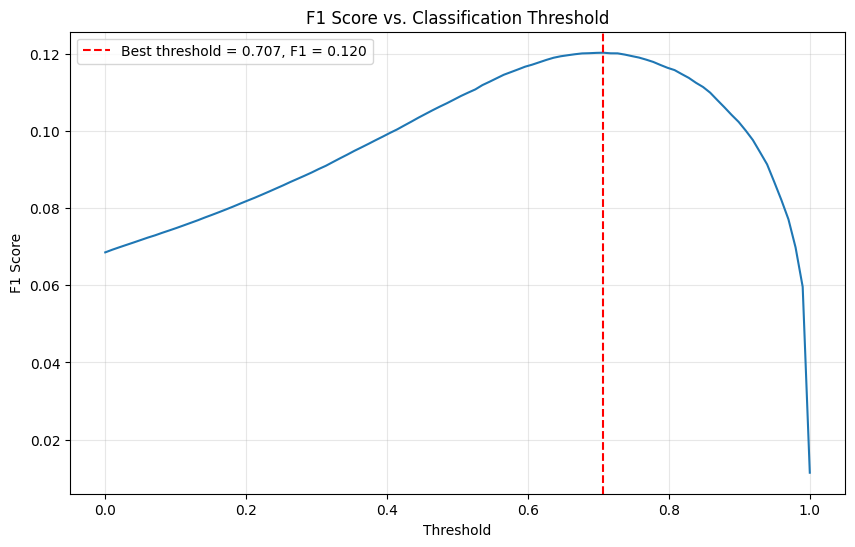 F1 Score vs. Classification Threshold
Best threshold = 0.707, F1 = 0.120
F1 Score
0.12
0.10
0.08
0.06
0.04
0.02
0.0 0.2 0.4 0.6 0.8 1.0
Threshold